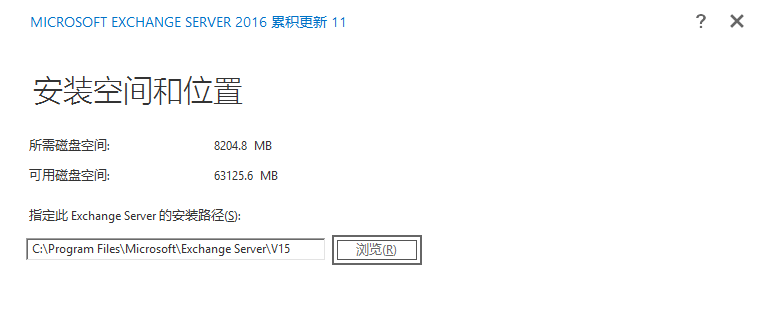 MICROSOFT EXCHANGE SERVER 2016 累积更新 11
?
安装空间和位置
所需磁盘空间: 8204.8 MB
可用磁盘空间: 63125.6 MB
指定此 Exchange Server 的安装路径(S):
C:\Program Files\Microsoft\Exchange Server\V15 浏览(R)